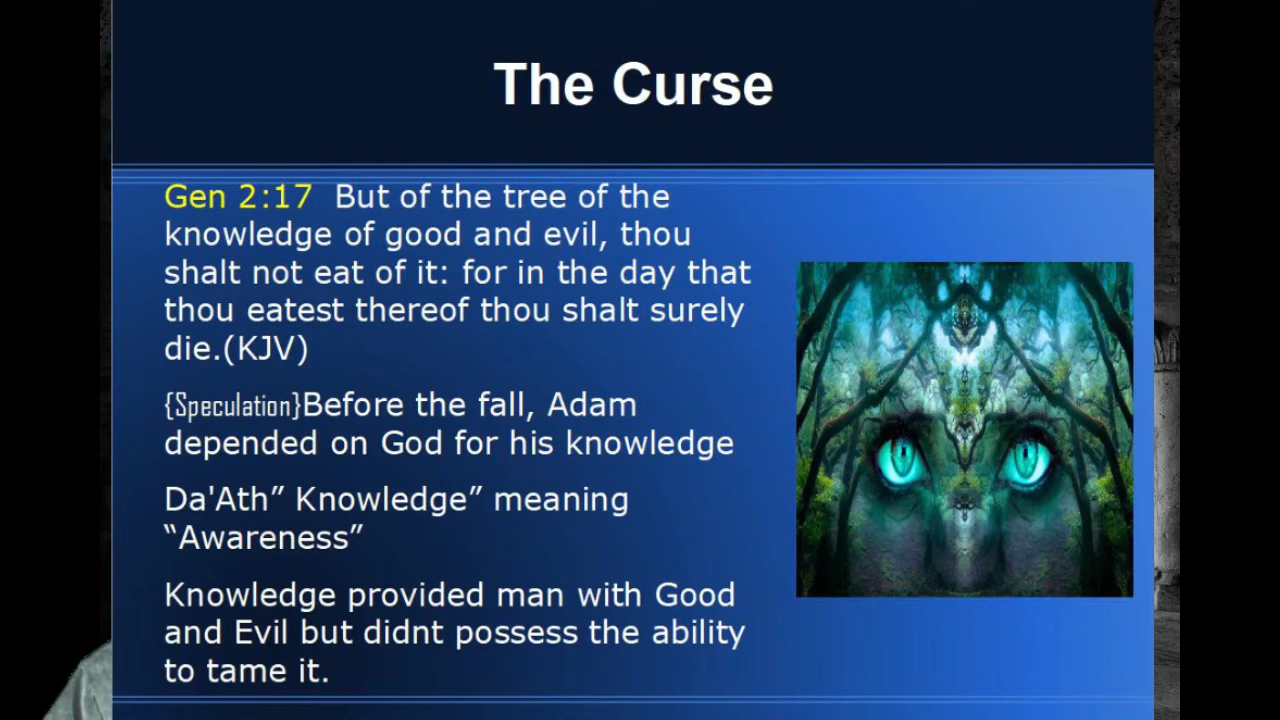 The Curse
Gen 2:17 But of the tree of the
knowledge of good and evil, thou
shalt not eat of it: for in the day that
thou eatest thereof thou shalt surely
die.(KJV)
{Speculation}Before the fall, Adam
depended on God for his knowledge
Da'Ath” Knowledge” meaning
“Awareness”
Knowledge provided man with Good
and Evil but didnt possess the ability
to tame it.